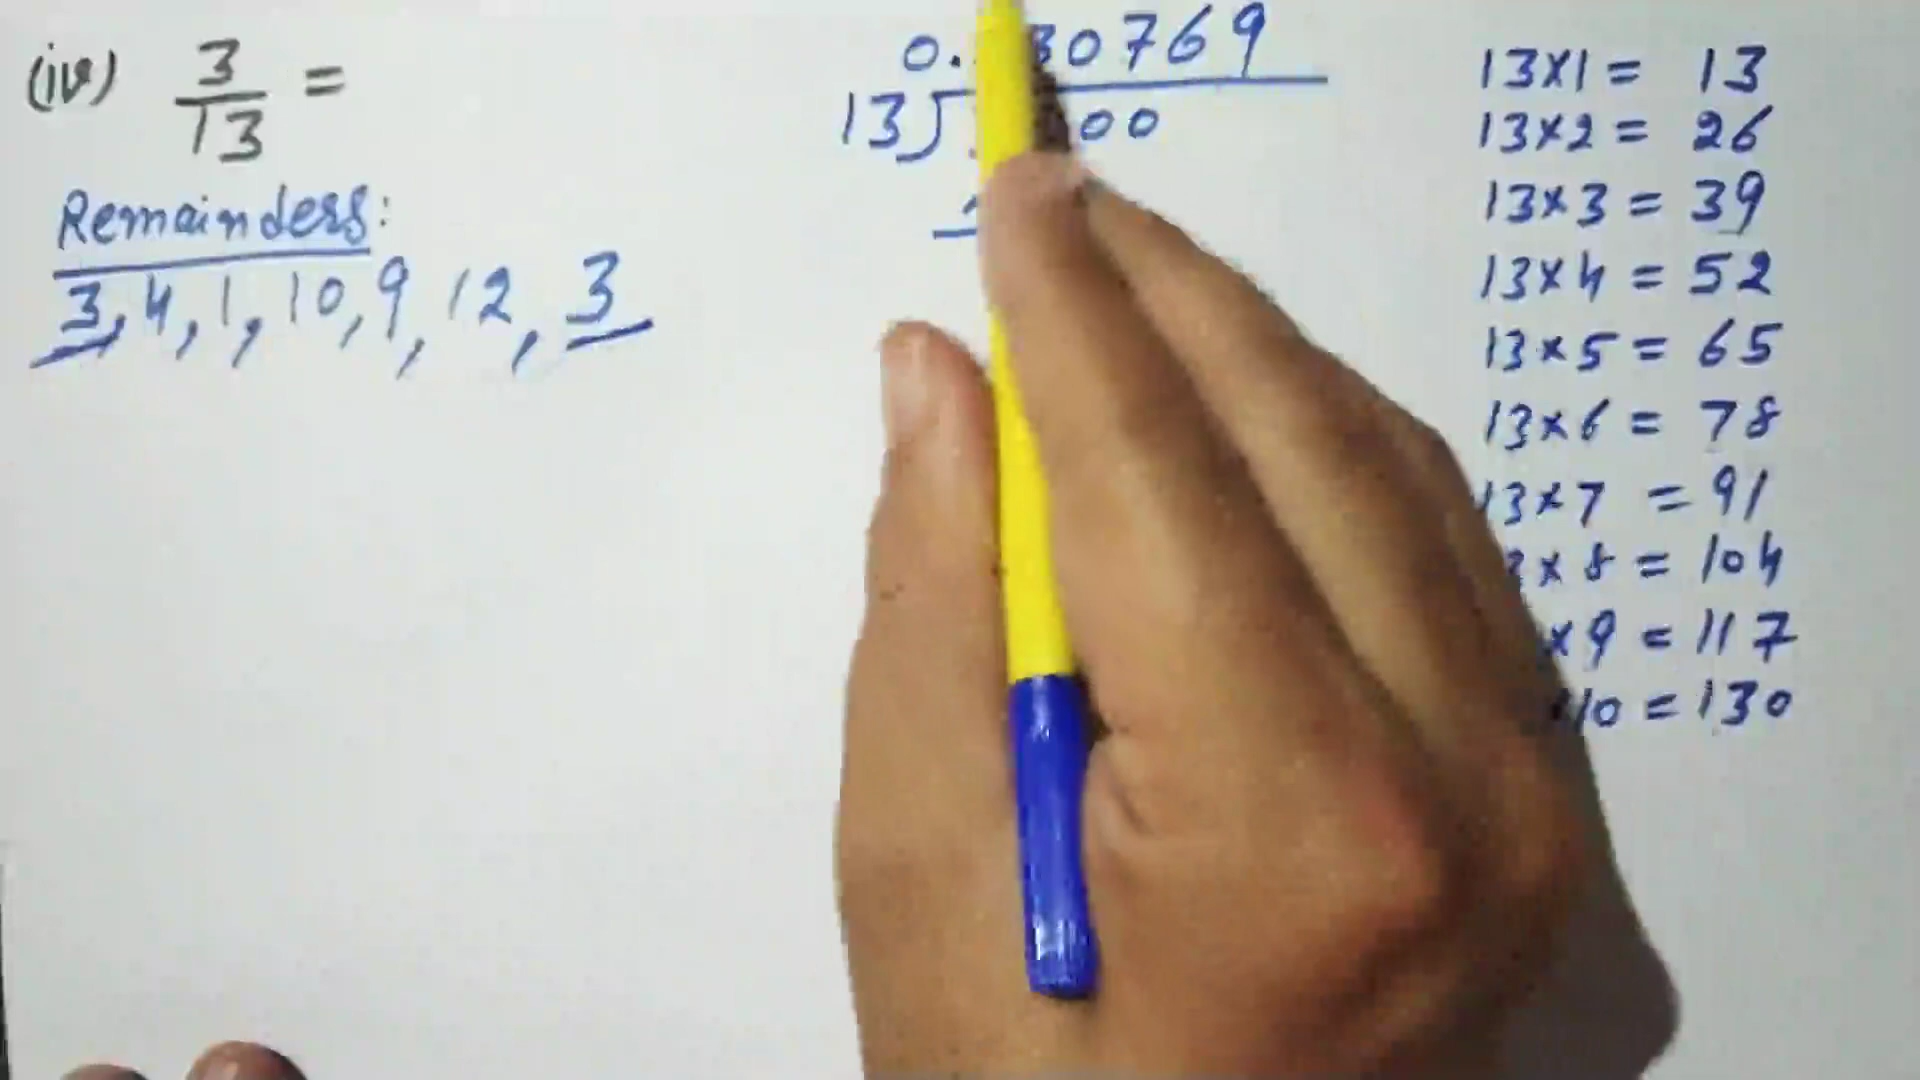 (iv) 3/13 =
Remainders:
3, 4, 1, 10, 9, 12, 3
0. 30769
13) 00
13×1 = 13
13×2 = 26
13×3 = 39
13×4 = 52
13×5 = 65
13×6 = 78
13×7 = 91
3×8 = 104
×9 = 117
10 = 130